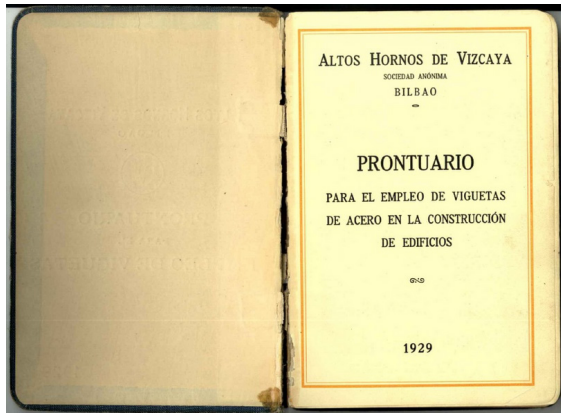 ALTOS HORNOS DE VIZCAYA
SOCIEDAD ANÓNIMA
BILBAO
PRONTUARIO
PARA EL EMPLEO DE VIGUETAS
DE ACERO EN LA CONSTRUCCIÓN
DE EDIFICIOS
1929